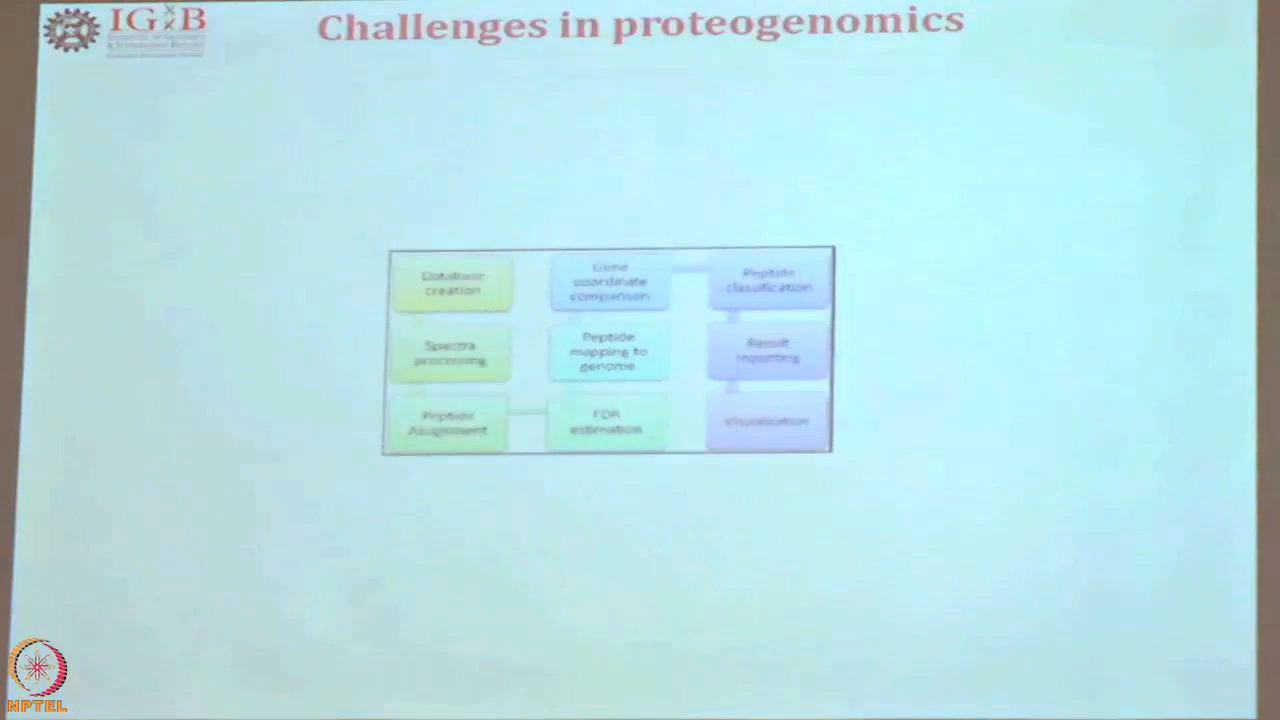 IGIB
Challenges in proteogenomics
Database
creation
Spectra
processing
Peptide
Assignment
Gene
coordinate
comparison
Peptide
mapping to
genome
FDR
estimation
Peptide
classification
Result
reporting
Visualization
NPTEL